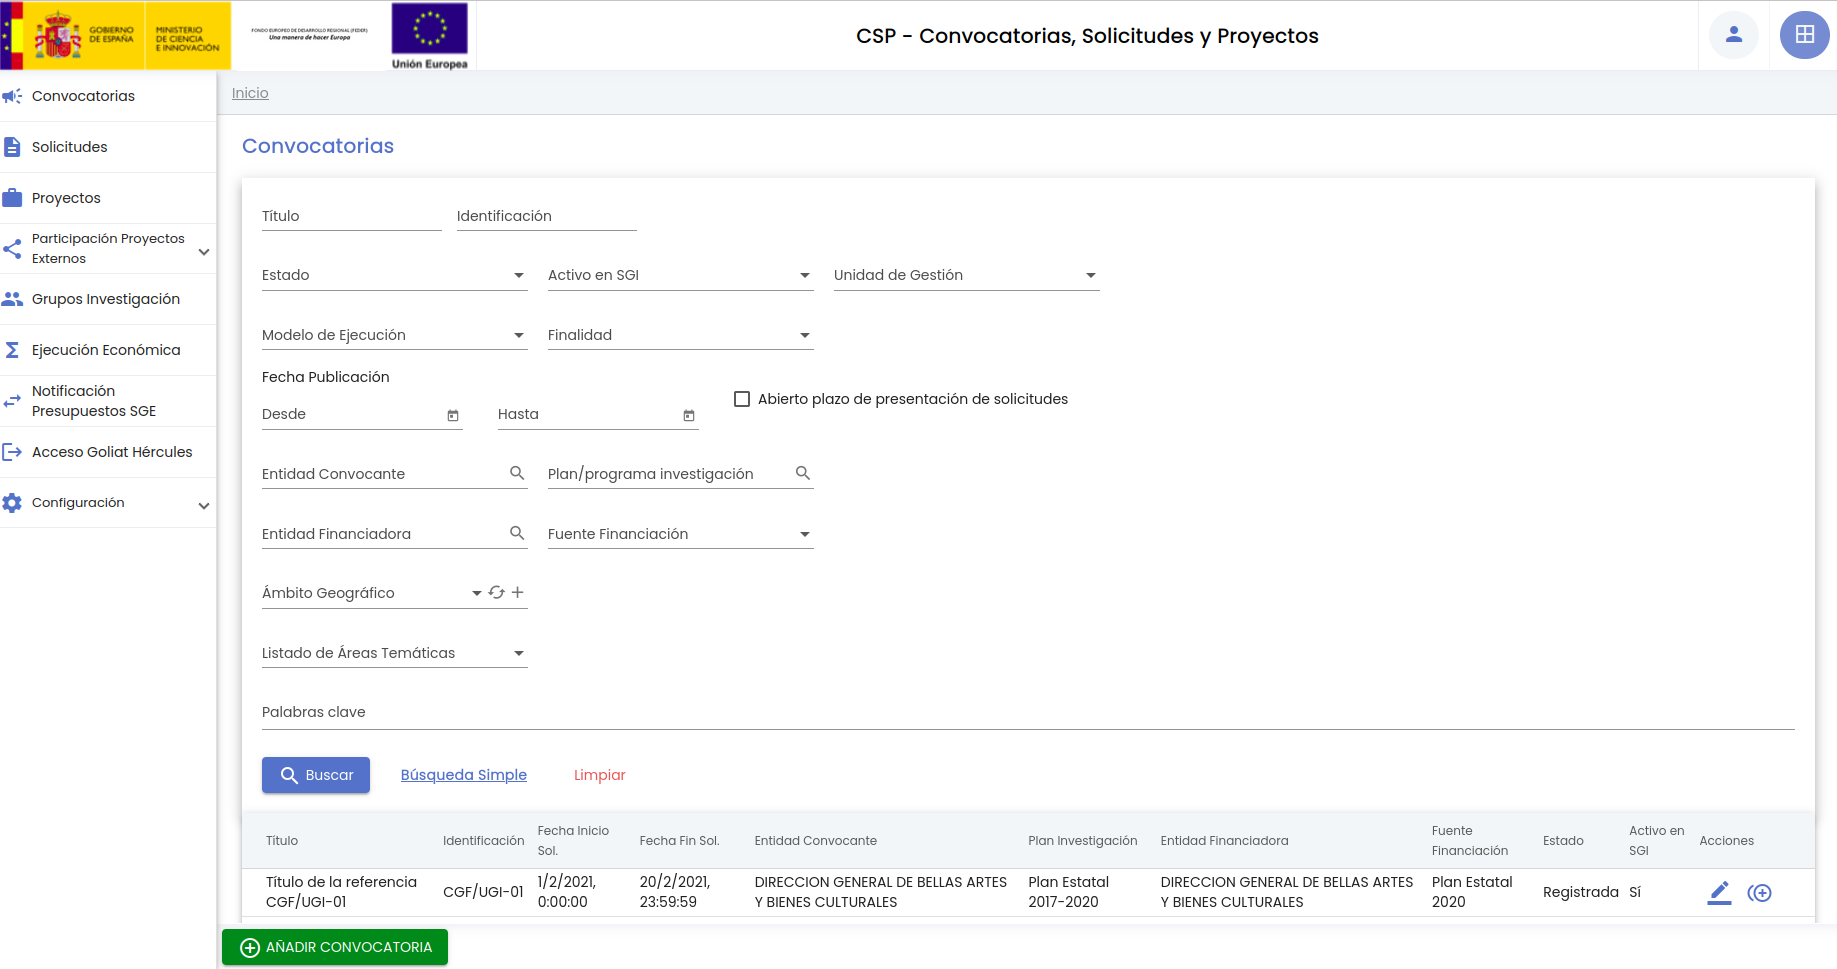 GOBIERNO
DE ESPAÑA
MINISTERIO
DE CIENCIA
E INNOVACIÓN
FONDO EUROPEO DE DESARROLLO REGIONAL (FEDER)
Una manera de hacer Europa
Unión Europea
CSP - Convocatorias, Solicitudes y Proyectos
Convocatorias
Solicitudes
Proyectos
Participación Proyectos
Externos
Grupos Investigación
Ejecución Económica
Notificación
Presupuestos SGE
Acceso Goliat Hércules
Configuración
Inicio
Convocatorias
Título
Identificación
Estado
Activo en SGI
Unidad de Gestión
Modelo de Ejecución
Finalidad
Fecha Publicación
Desde
Hasta
Abierto plazo de presentación de solicitudes
Entidad Convocante
Plan/programa investigación
Entidad Financiadora
Fuente Financiación
Ámbito Geográfico
Listado de Áreas Temáticas
Palabras clave
Buscar
Búsqueda Simple
Limpiar
Título
Identificación
Fecha Inicio
Sol.
Fecha Fin Sol.
Entidad Convocante
Plan Investigación
Entidad Financiadora
Fuente
Financiación
Estado
Activo en
SGI
Acciones
Título de la referencia
CGF/UGI-01
CGF/UGI-01
1/2/2021,
0:00:00
20/2/2021,
23:59:59
DIRECCION GENERAL DE BELLAS ARTES
Y BIENES CULTURALES
Plan Estatal
2017-2020
DIRECCION GENERAL DE BELLAS ARTES
Y BIENES CULTURALES
Plan Estatal
2020
Registrada
Sí
AÑADIR CONVOCATORIA